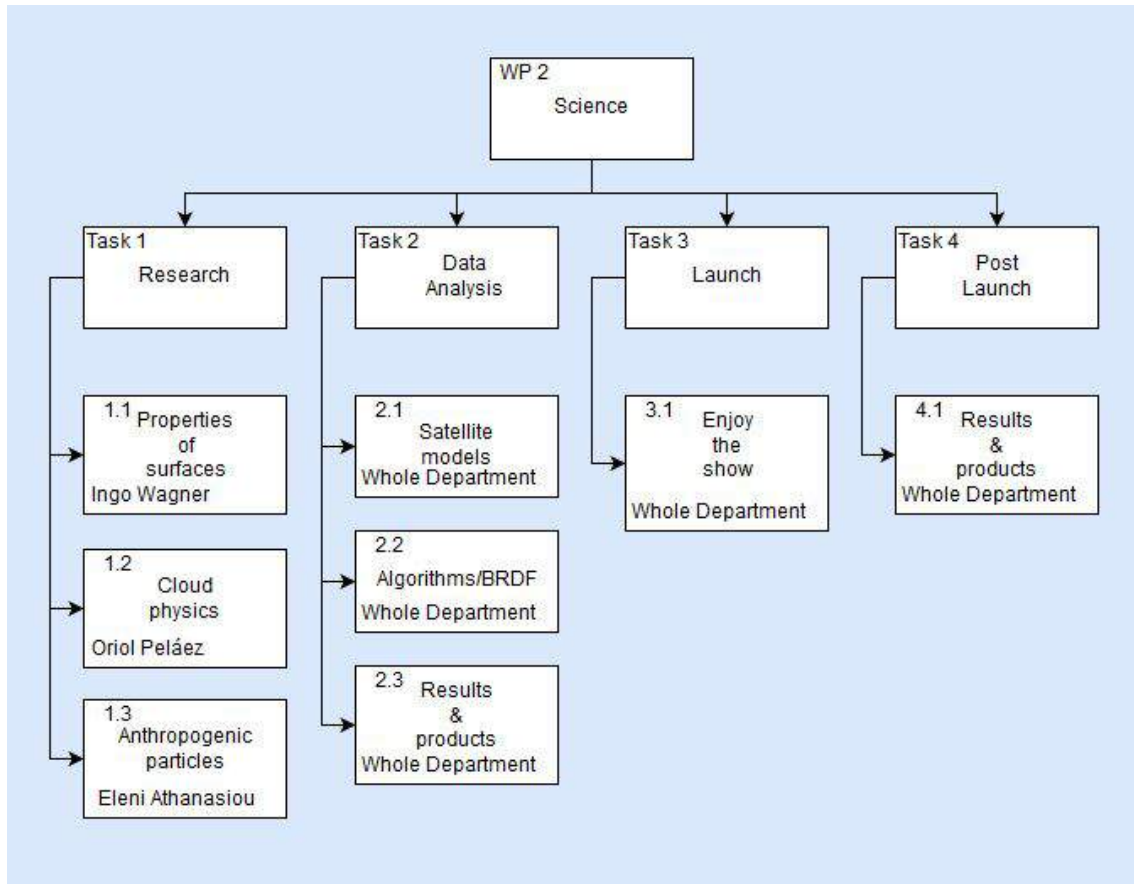 WP 2
Science
Task 1
Research
Task 2
Data
Analysis
Task 3
Launch
Task 4
Post
Launch
1.1
Properties
of
surfaces
Ingo Wagner
1.2
Cloud
physics
Oriol Peláez
1.3
Anthropogenic
particles
Eleni Athanasiou
2.1
Satellite
models
Whole Department
2.2
Algorithms/BRDF
Whole Department
2.3
Results
&
products
Whole Department
3.1
Enjoy
the
show
Whole Department
4.1
Results
&
products
Whole Department